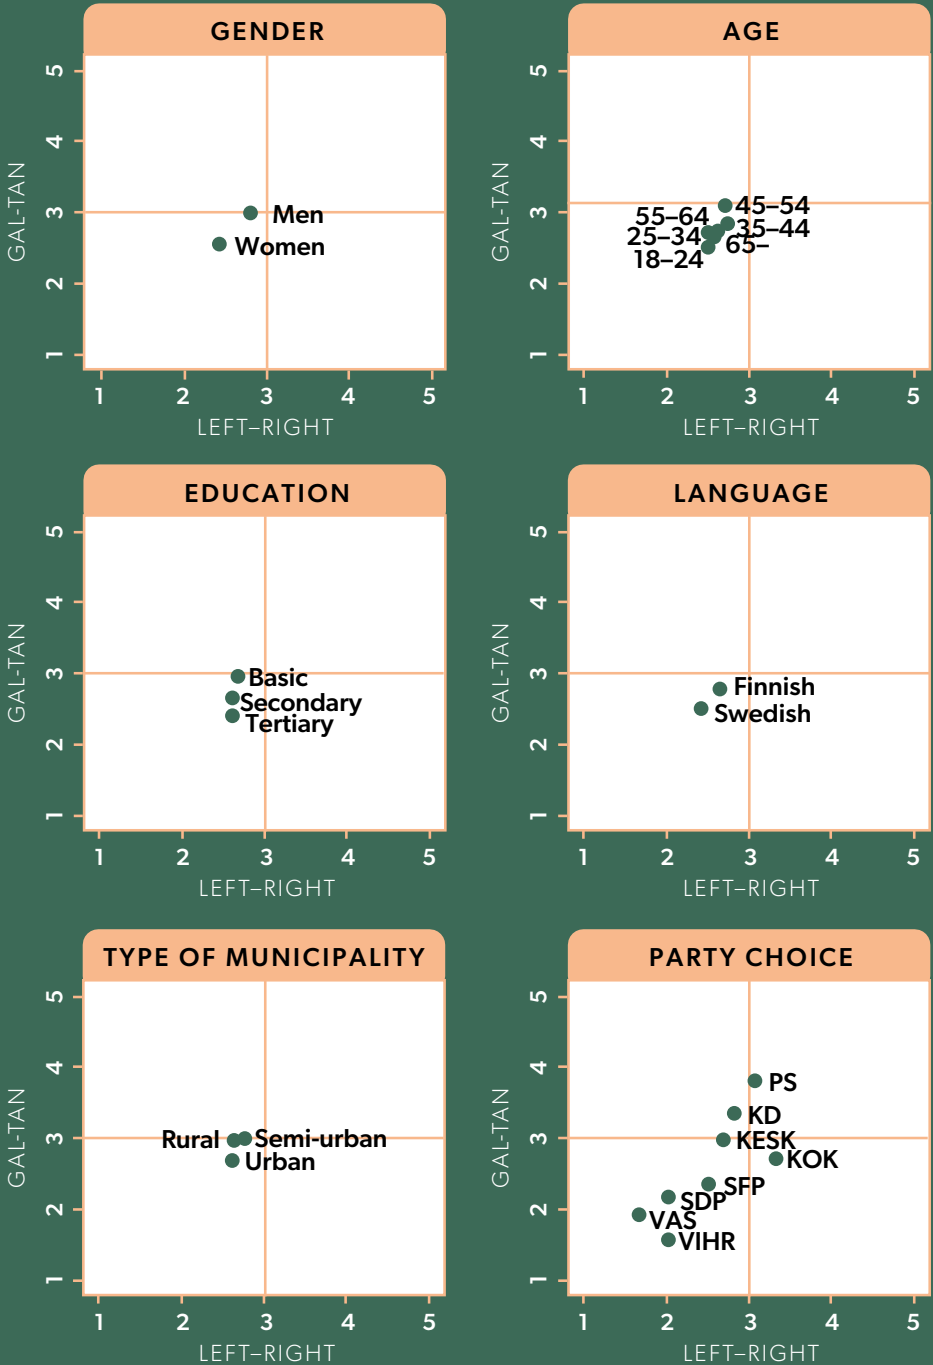 GENDER
GAL-TAN
5
4
3
2
1
Men
Women
1 2 3 4 5
LEFT–RIGHT
AGE
GAL-TAN
5
4
3
2
1
45–54
55–64
35–44
25–34
65–
18–24
1 2 3 4 5
LEFT–RIGHT
EDUCATION
GAL-TAN
5
4
3
2
1
Basic
Secondary
Tertiary
1 2 3 4 5
LEFT–RIGHT
LANGUAGE
GAL-TAN
5
4
3
2
1
Finnish
Swedish
1 2 3 4 5
LEFT–RIGHT
TYPE OF MUNICIPALITY
GAL-TAN
5
4
3
2
1
Rural
Semi-urban
Urban
1 2 3 4 5
LEFT–RIGHT
PARTY CHOICE
GAL-TAN
5
4
3
2
1
PS
KD
KESK
KOK
SFP
SDP
VAS
VIHR
1 2 3 4 5
LEFT–RIGHT